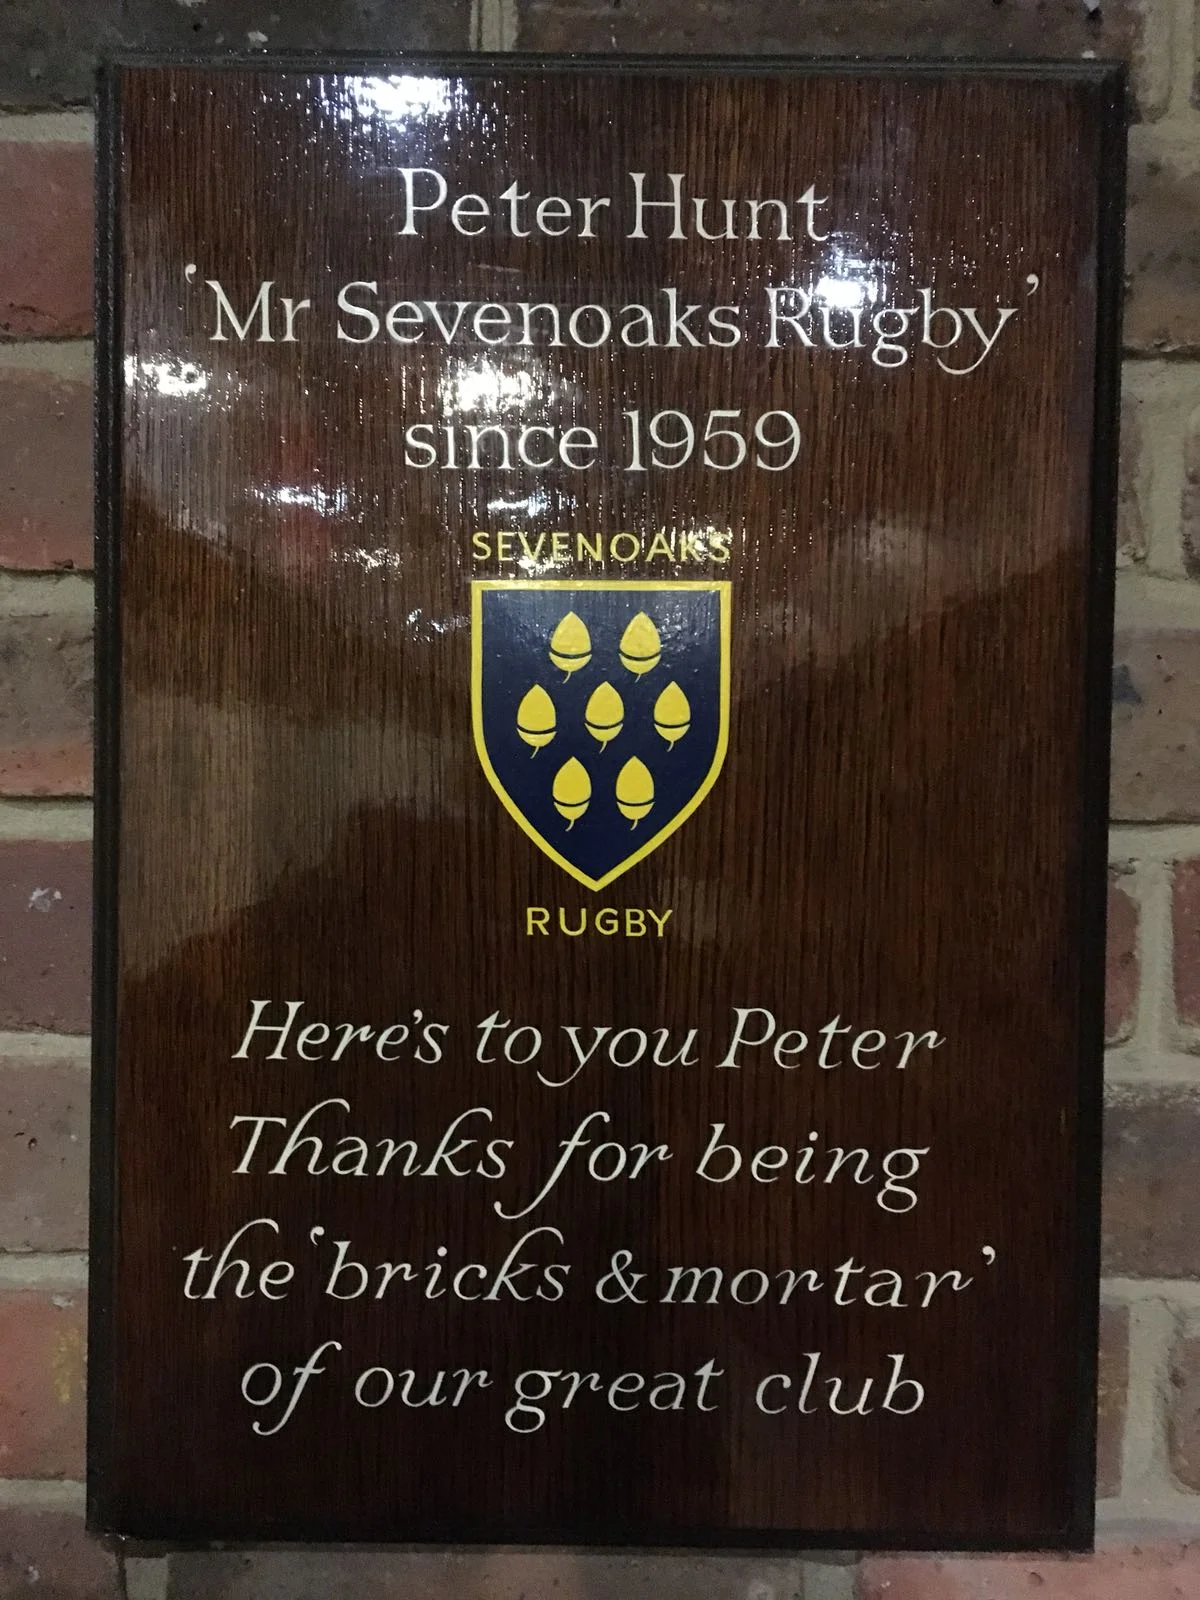 Peter Hunt
‘Mr Sevenoaks Rugby’
since 1959
SEVENOAKS
RUGBY
Here's to you Peter
Thanks for being
the ‘bricks & mortar’
of our great club